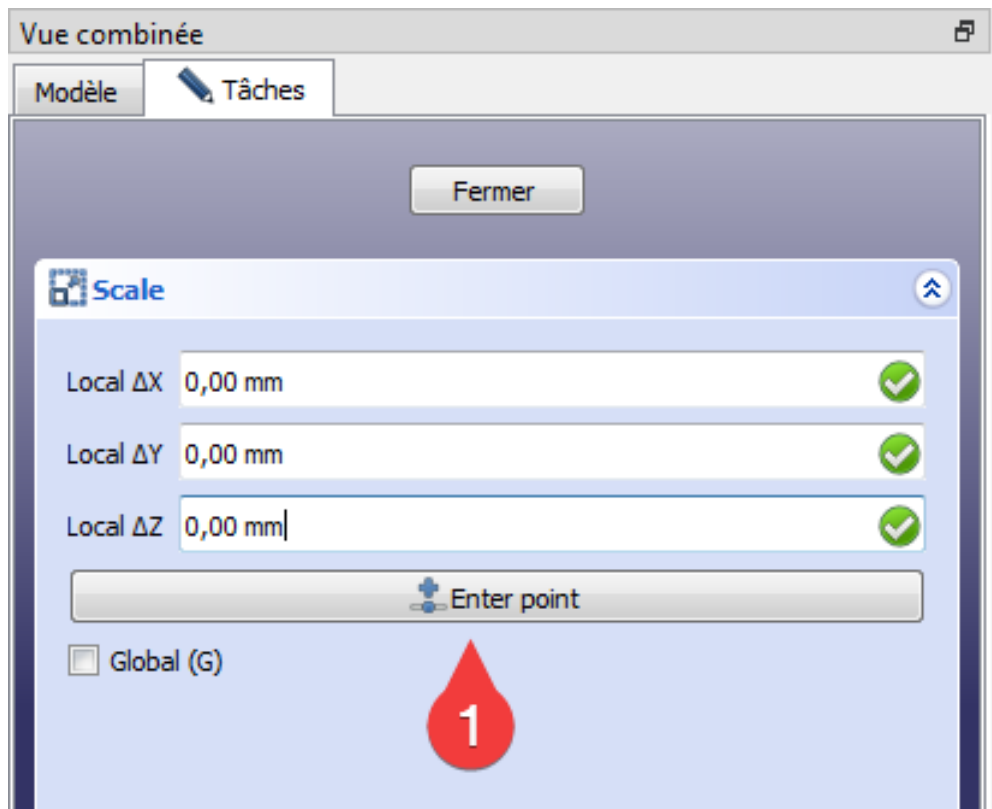 Vue combinée
Modèle Tâches
Fermer
Scale
Local ΔX 0,00 mm
Local ΔY 0,00 mm
Local ΔZ 0,00 mm
Enter point
Global (G)
1